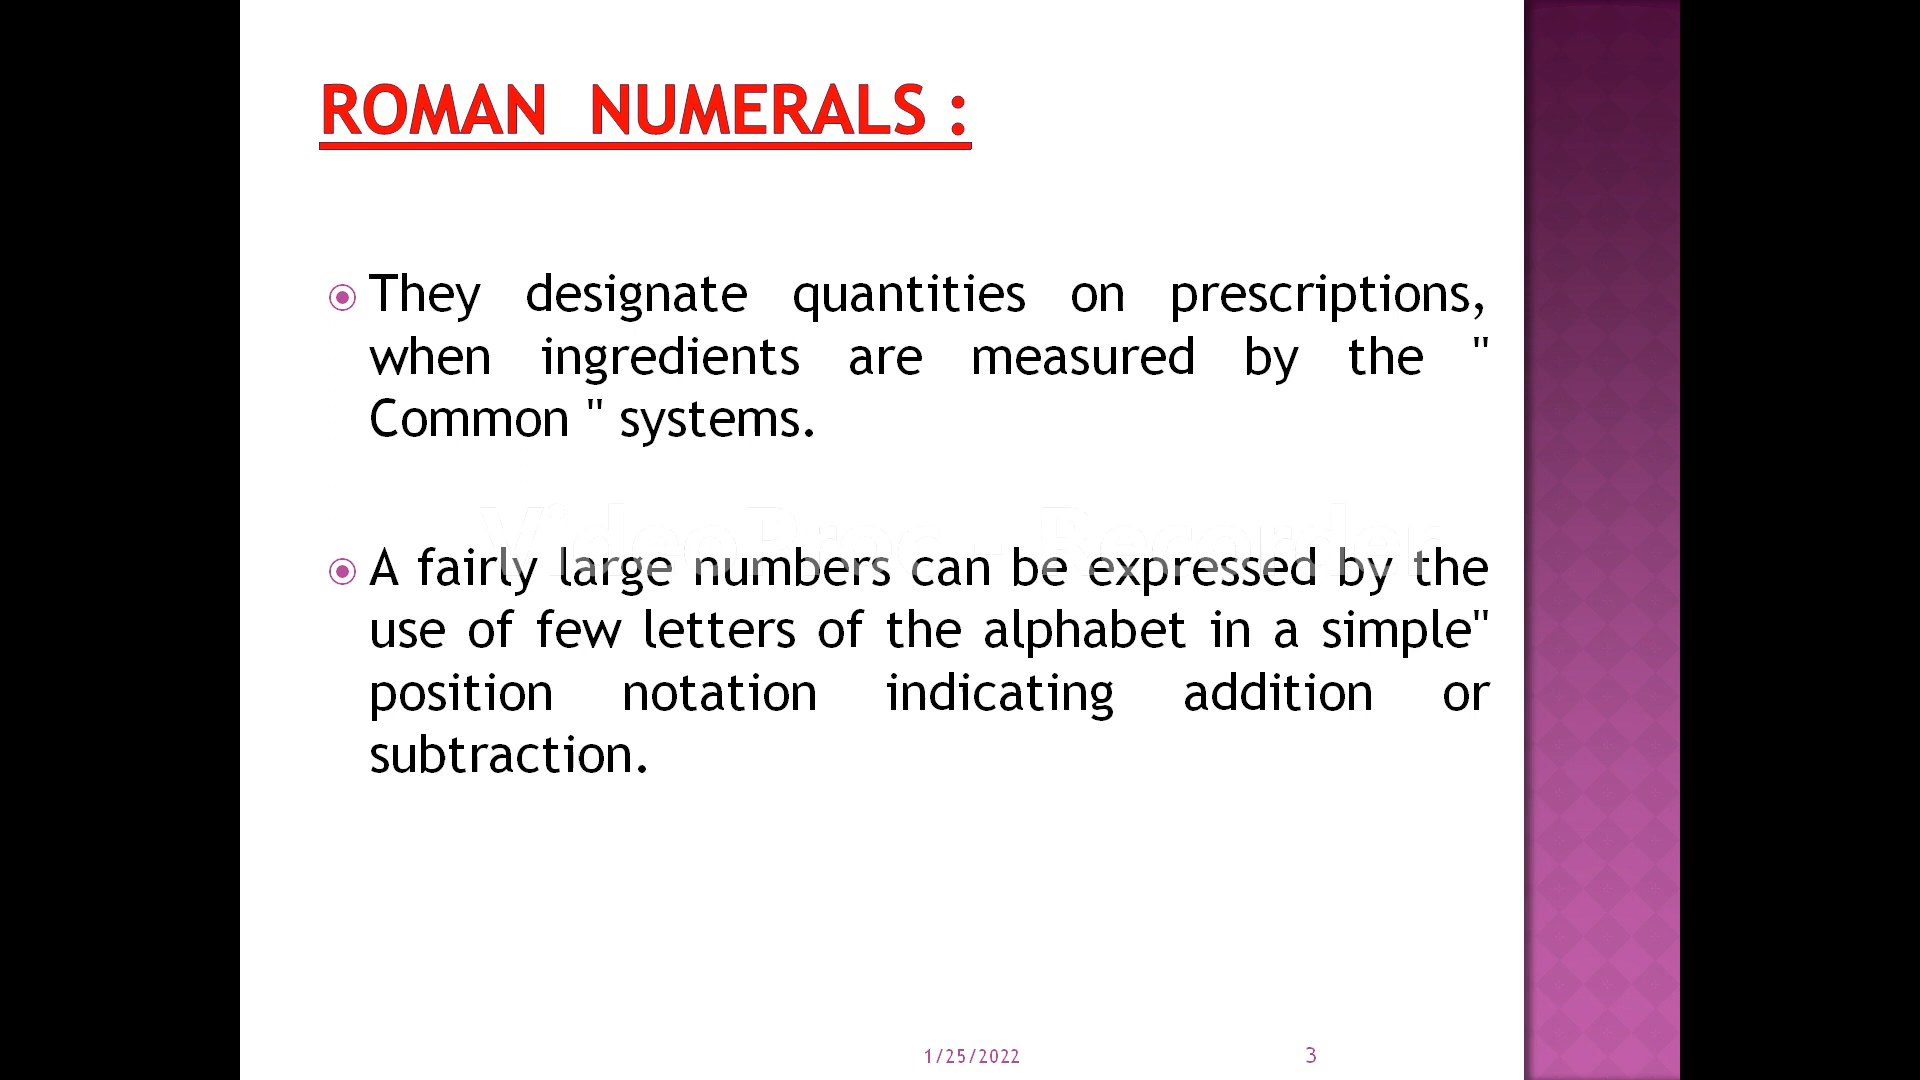 ROMAN NUMERALS :
They designate quantities on prescriptions,
when ingredients are measured by the "
Common " systems.
VideoProc - Recorder
A fairly large numbers can be expressed by the
use of few letters of the alphabet in a simple"
position notation indicating addition or
subtraction.
1/25/2022 3